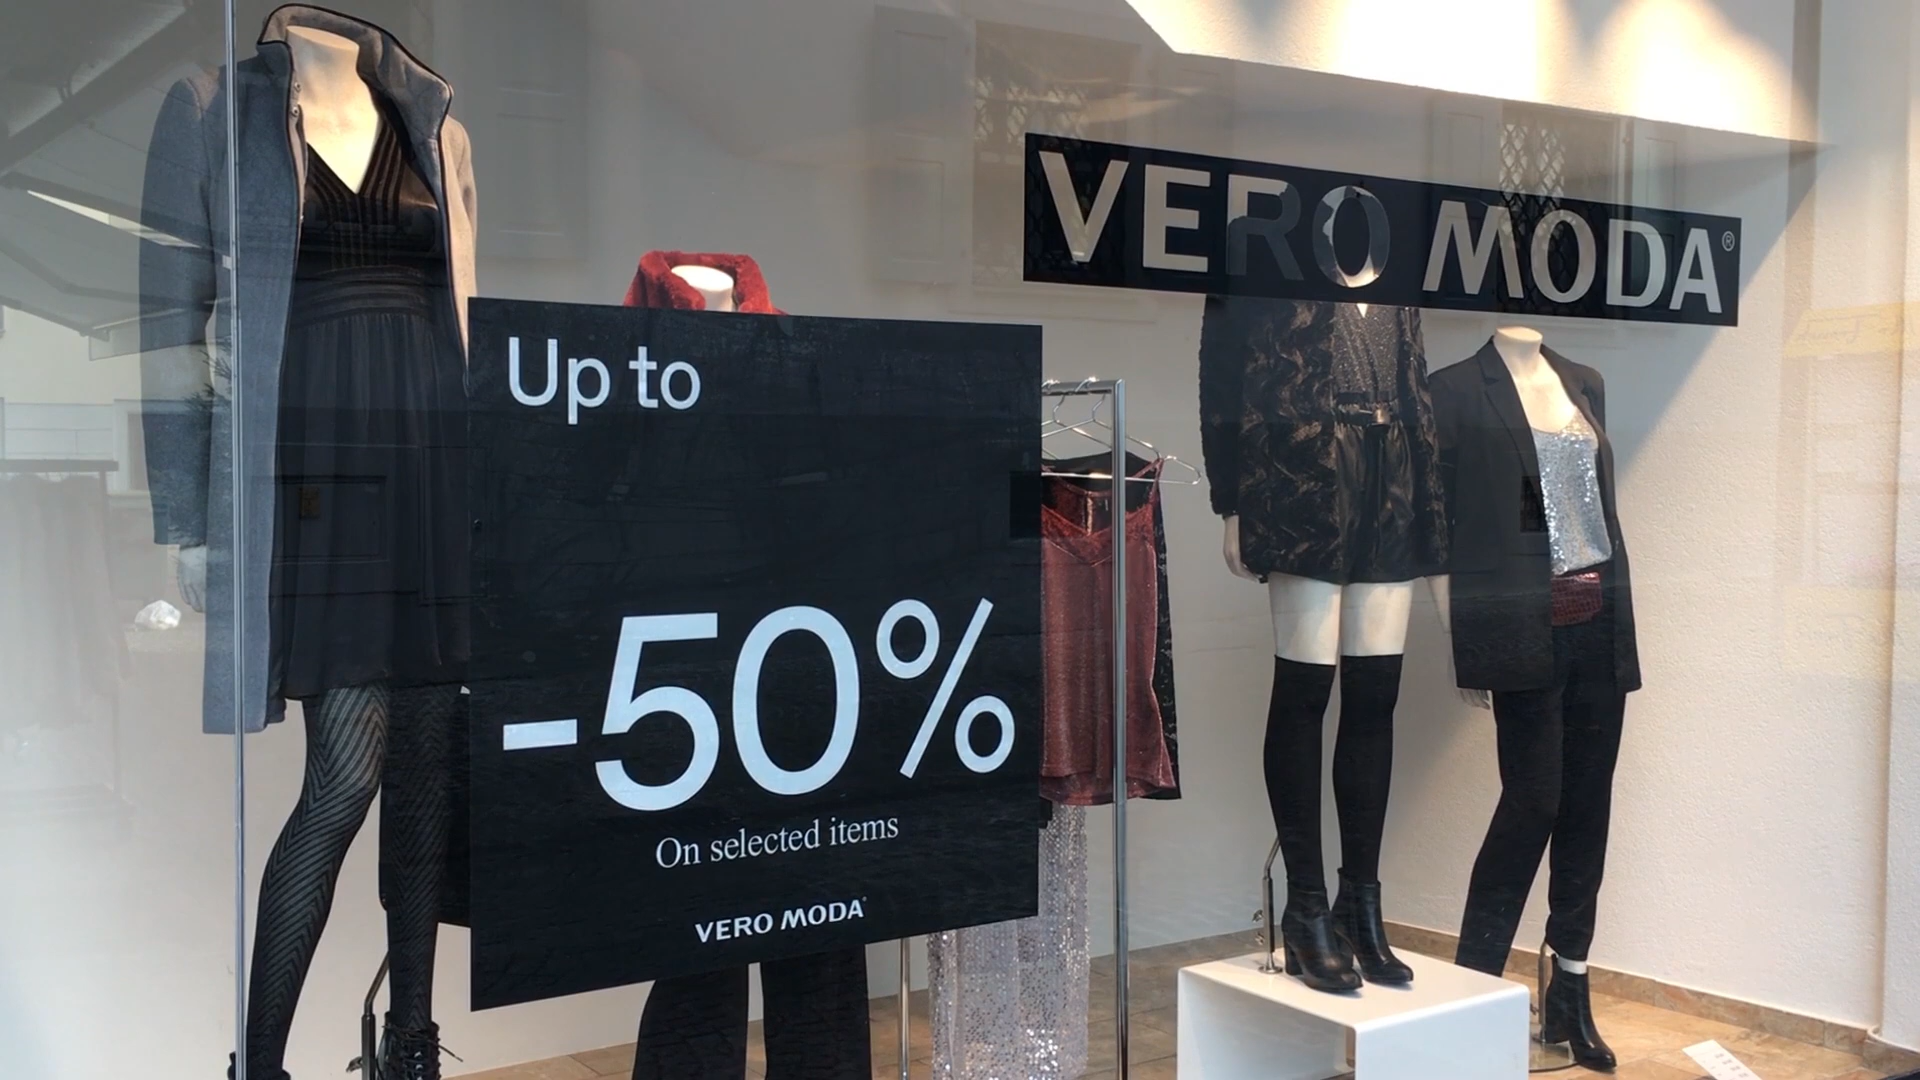 VERO MODA®
Up to
-50%
On selected items
VERO MODA®